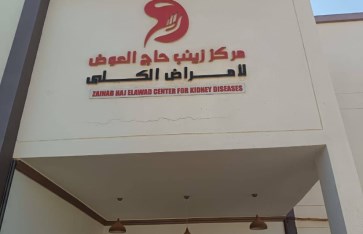 مركز زينب حاج العوض
لأمراض الكلى
ZAINAB HAJ ELAWAD CENTER FOR KIDNEY DISEASES